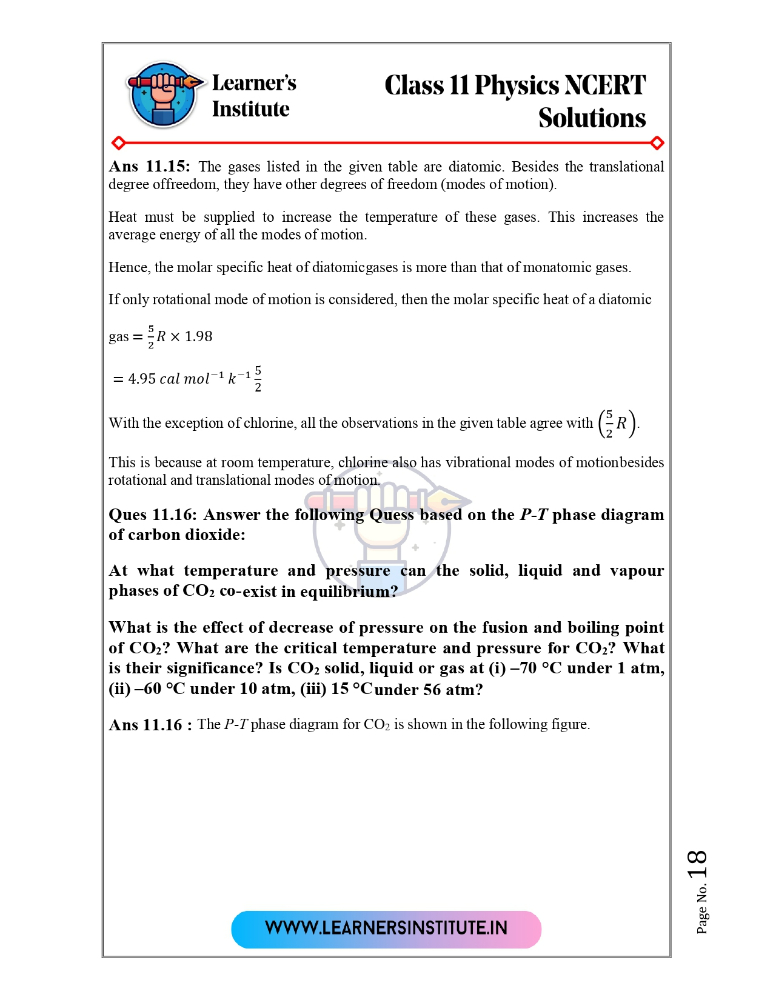 Learner's
Institute
Class 11 Physics NCERT
Solutions
Ans 11.15: The gases listed in the given table are diatomic. Besides the translational
degree offreedom, they have other degrees of freedom (modes of motion).
Heat must be supplied to increase the temperature of these gases. This increases the
average energy of all the modes of motion.
Hence, the molar specific heat of diatomicgases is more than that of monatomic gases.
If only rotational mode of motion is considered, then the molar specific heat of a diatomic
gas = 5/2 R × 1.98
= 4.95 cal mol⁻¹ k⁻¹ 5/2
With the exception of chlorine, all the observations in the given table agree with (5/2 R).
This is because at room temperature, chlorine also has vibrational modes of motionbesides
rotational and translational modes of motion.
Ques 11.16: Answer the following Quess based on the P-T phase diagram
of carbon dioxide:
At what temperature and pressure can the solid, liquid and vapour
phases of CO₂ co-exist in equilibrium?
What is the effect of decrease of pressure on the fusion and boiling point
of CO₂? What are the critical temperature and pressure for CO₂? What
is their significance? Is CO₂ solid, liquid or gas at (i) –70 °C under 1 atm,
(ii) –60 °C under 10 atm, (iii) 15 °Cunder 56 atm?
Ans 11.16 : The P-T phase diagram for CO₂ is shown in the following figure.
Page No. 18
WWW.LEARNERSINSTITUTE.IN